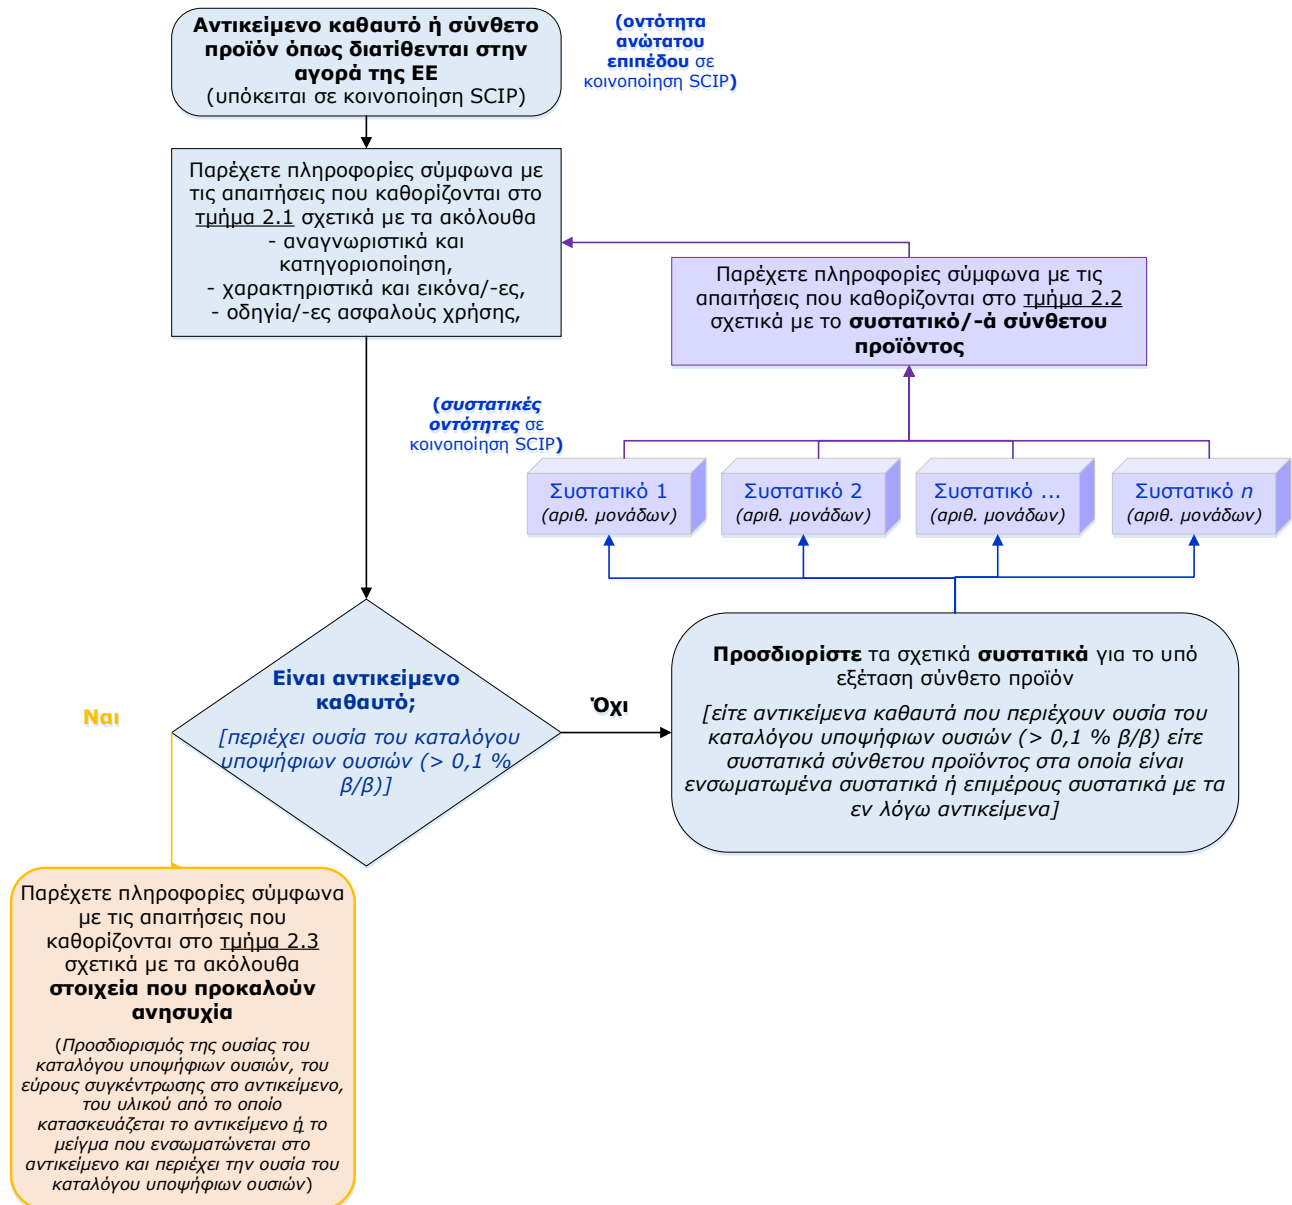 Αντικείμενο καθαυτό ή σύνθετο
προϊόν όπως διατίθενται στην
αγορά της ΕΕ
(υπόκειται σε κοινοποίηση SCIP)
(οντότητα
ανώτατου
επιπέδου σε
κοινοποίηση SCIP)
Παρέχετε πληροφορίες σύμφωνα με
τις απαιτήσεις που καθορίζονται στο
τμήμα 2.1 σχετικά με τα ακόλουθα
- αναγνωριστικά και
κατηγοριοποίηση,
- χαρακτηριστικά και εικόνα/-ες,
- οδηγία/-ες ασφαλούς χρήσης,
Παρέχετε πληροφορίες σύμφωνα με τις
απαιτήσεις που καθορίζονται στο τμήμα 2.2
σχετικά με το συστατικό/-ά σύνθετου
προϊόντος
(συστατικές
οντότητες σε
κοινοποίηση SCIP)
Συστατικό 1
(αριθ. μονάδων)
Συστατικό 2
(αριθ. μονάδων)
Συστατικό ...
(αριθ. μονάδων)
Συστατικό n
(αριθ. μονάδων)
Είναι αντικείμενο
καθαυτό;
[περιέχει ουσία του καταλόγου
υποψήφιων ουσιών (> 0,1 %
β/β)]
Ναι
Όχι
Προσδιορίστε τα σχετικά συστατικά για το υπό
εξέταση σύνθετο προϊόν
[είτε αντικείμενα καθαυτά που περιέχουν ουσία του
καταλόγου υποψήφιων ουσιών (> 0,1 % β/β) είτε
συστατικά σύνθετου προϊόντος στα οποία είναι
ενσωματωμένα συστατικά ή επιμέρους συστατικά με τα
εν λόγω αντικείμενα]
Παρέχετε πληροφορίες σύμφωνα
με τις απαιτήσεις που
καθορίζονται στο τμήμα 2.3
σχετικά με τα ακόλουθα
στοιχεία που προκαλούν
ανησυχία
(Προσδιορισμός της ουσίας του
καταλόγου υποψήφιων ουσιών, του
εύρους συγκέντρωσης στο αντικείμενο,
του υλικού από το οποίο
κατασκευάζεται το αντικείμενο ή το
μείγμα που ενσωματώνεται στο
αντικείμενο και περιέχει την ουσία του
καταλόγου υποψήφιων ουσιών)